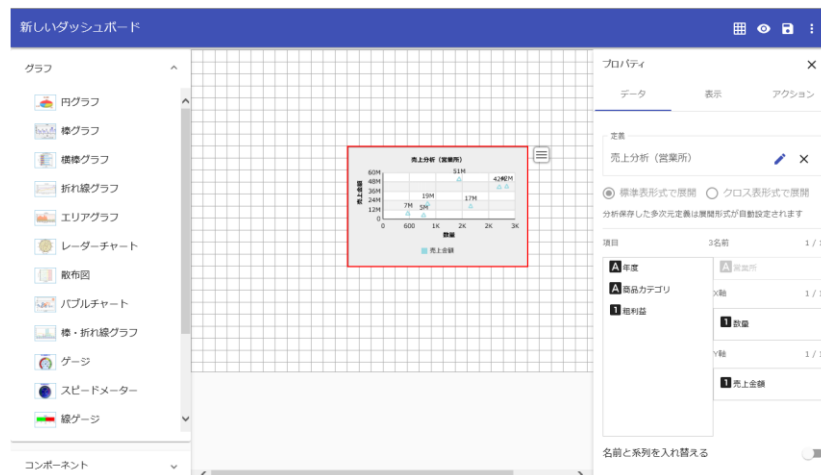 新しいダッシュボード
グラフ
円グラフ
棒グラフ
横棒グラフ
折れ線グラフ
エリアグラフ
レーダーチャート
散布図
バブルチャート
棒・折れ線グラフ
ゲージ
スピードメーター
線ゲージ
コンポーネント
売上分析（営業所）
売上金額
60M
48M
36M
24M
12M
0
51M
19M
17M
7M
5M
0
600
1K
2K
2K
3K
数量
売上金額
プロパティ
データ
表示
アクション
定義
売上分析（営業所）
標準表形式で展開
クロス表形式で展開
分析保存した多次元定義は展開形式が自動設定されます
項目
3名前
1 /
A 年度
A 商品カテゴリ
1 粗利益
A 営業所
X軸
1 /
1 数量
Y軸
1 /
1 売上金額
名前と系列を入れ替える